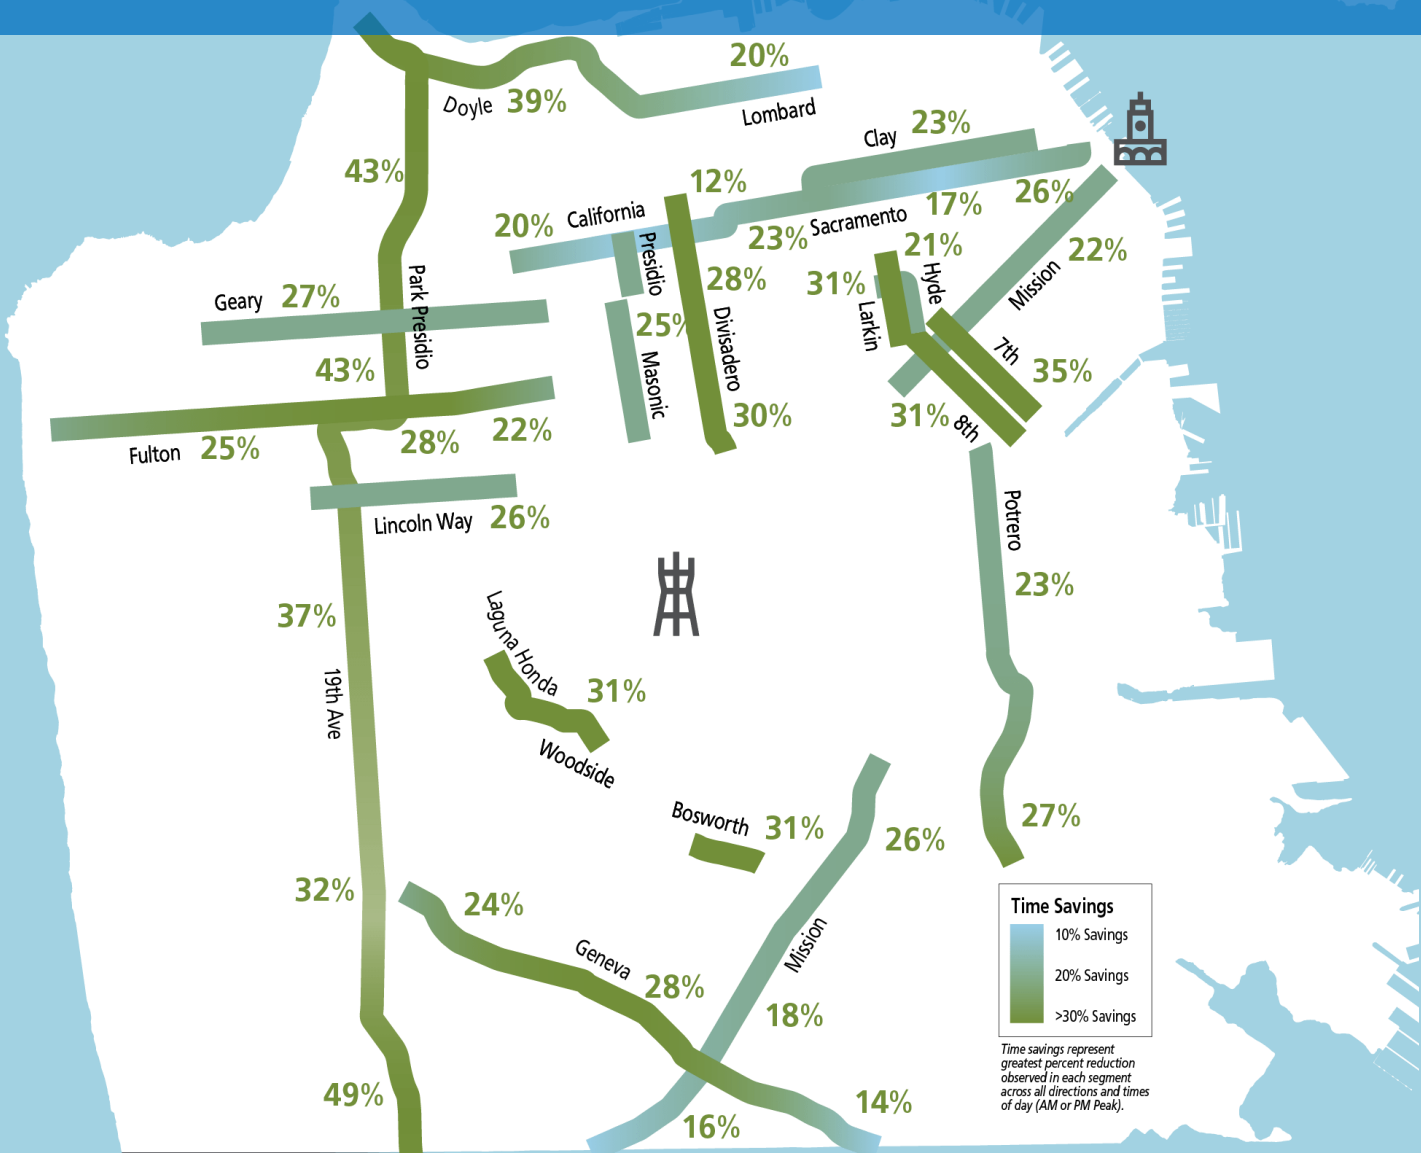 20%
Doyle 39%
Lombard
Clay 23%
43%
12%
20% California
26%
17%
Sacramento
23%
21%
22%
Presidio
28%
31%
Hyde
Mission
Park Presidio
Geary 27%
Larkin
25%
Divisadero
7th
35%
Masonic
43%
30%
31%
8th
22%
28%
Fulton 25%
Lincoln Way 26%
Potrero
23%
37%
Laguna Honda
31%
19th Ave
Woodside
Bosworth 31%
27%
26%
32%
24%
Geneva
Mission
28%
18%
49%
14%
16%
Time Savings
10% Savings
20% Savings
>30% Savings
Time savings represent
greatest percent reduction
observed in each segment
across all directions and times
of day (AM or PM Peak).